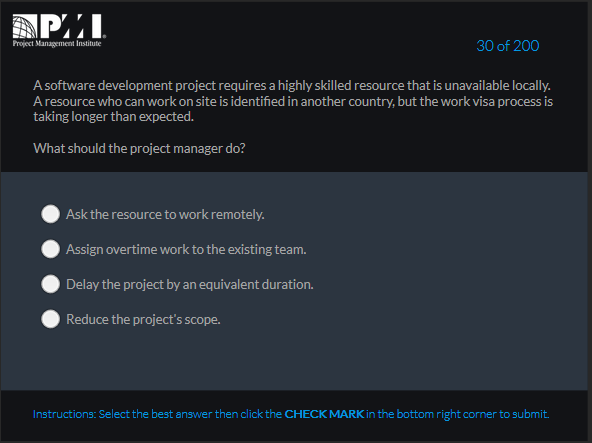 PMI.
Project Management Institute
30 of 200
A software development project requires a highly skilled resource that is unavailable locally.
A resource who can work on site is identified in another country, but the work visa process is
taking longer than expected.
What should the project manager do?
Ask the resource to work remotely.
Assign overtime work to the existing team.
Delay the project by an equivalent duration.
Reduce the project's scope.
Instructions: Select the best answer then click the CHECK MARK in the bottom right corner to submit.